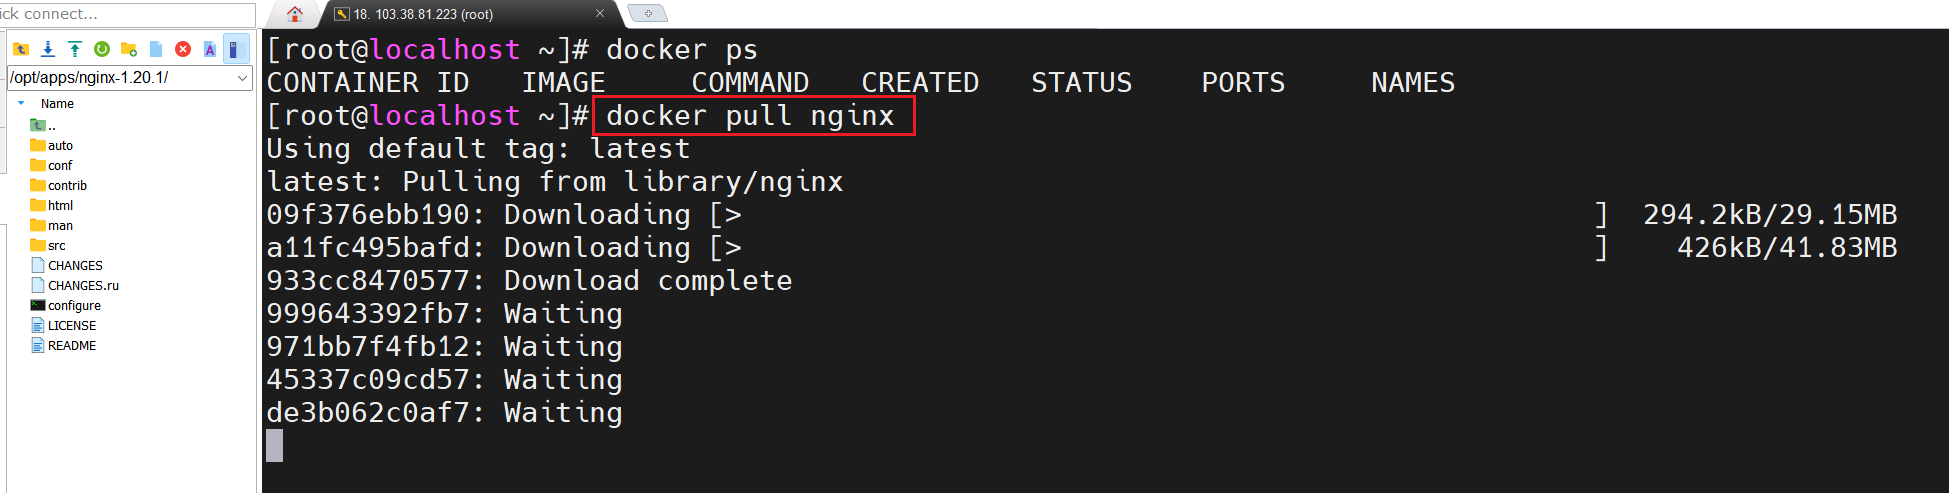 ck connect...
18. 103.38.81.223 (root)
/opt/apps/nginx-1.20.1/
Name
..
auto
conf
contrib
html
man
src
CHANGES
CHANGES.ru
configure
LICENSE
README
[root@localhost ~]# docker ps
CONTAINER ID   IMAGE     COMMAND   CREATED   STATUS    PORTS     NAMES
[root@localhost ~]# docker pull nginx
Using default tag: latest
latest: Pulling from library/nginx
09f376ebb190: Downloading [>                                                  ]  294.2kB/29.15MB
a11fc495bafd: Downloading [>                                                  ]    426kB/41.83MB
933cc8470577: Download complete
999643392fb7: Waiting
971bb7f4fb12: Waiting
45337c09cd57: Waiting
de3b062c0af7: Waiting